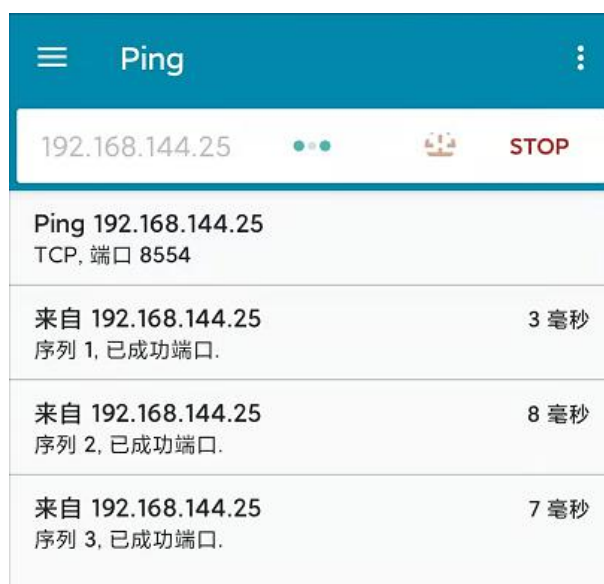 Ping
192.168.144.25
STOP
Ping 192.168.144.25
TCP, 端口 8554
来自 192.168.144.25
3 毫秒
序列 1, 已成功端口.
来自 192.168.144.25
8 毫秒
序列 2, 已成功端口.
来自 192.168.144.25
7 毫秒
序列 3, 已成功端口.